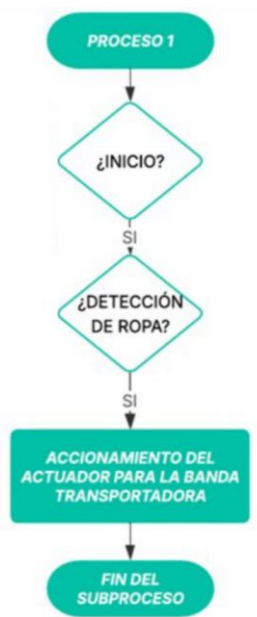 PROCESO 1
¿INICIO?
SI
¿DETECCIÓN
DE ROPA?
SI
ACCIONAMIENTO DEL
ACTUADOR PARA LA BANDA
TRANSPORTADORA
FIN DEL
SUBPROCESO